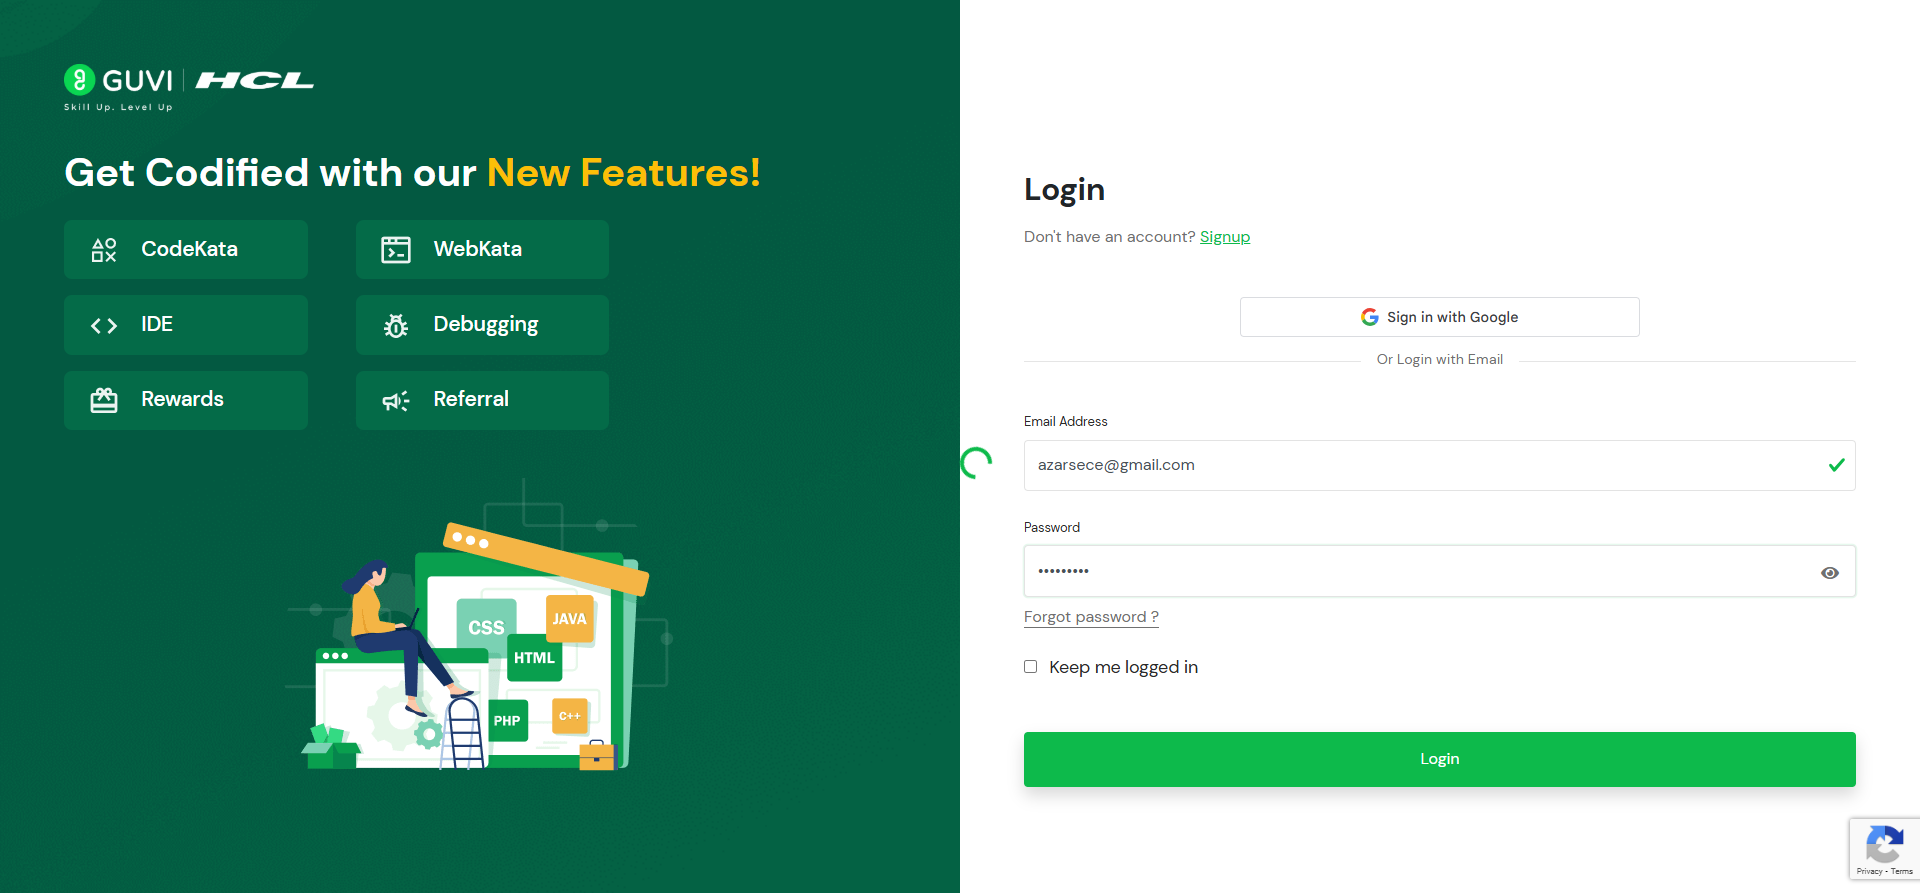 GUVI | HCL
Skill Up. Level Up
Get Codified with our New Features!
CodeKata
WebKata
IDE
Debugging
Rewards
Referral
CSS
JAVA
HTML
PHP
C++
Login
Don't have an account? Signup
Sign in with Google
Or Login with Email
Email Address
azarsece@gmail.com
Password
•••••••••
Forgot password ?
Keep me logged in
Login
Privacy - Terms